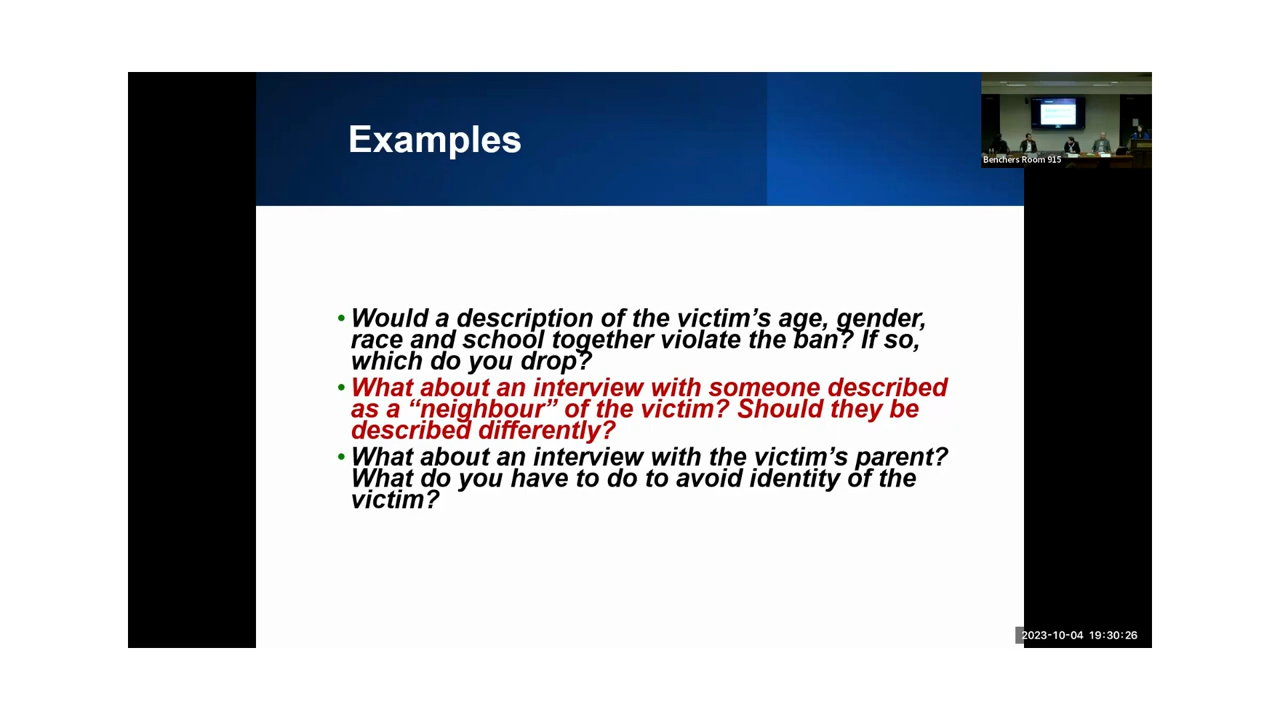 Examples
Benchers Room 915
• Would a description of the victim’s age, gender,
race and school together violate the ban? If so,
which do you drop?
• What about an interview with someone described
as a “neighbour” of the victim? Should they be
described differently?
• What about an interview with the victim’s parent?
What do you have to do to avoid identity of the
victim?
2023-10-04 19:30:26